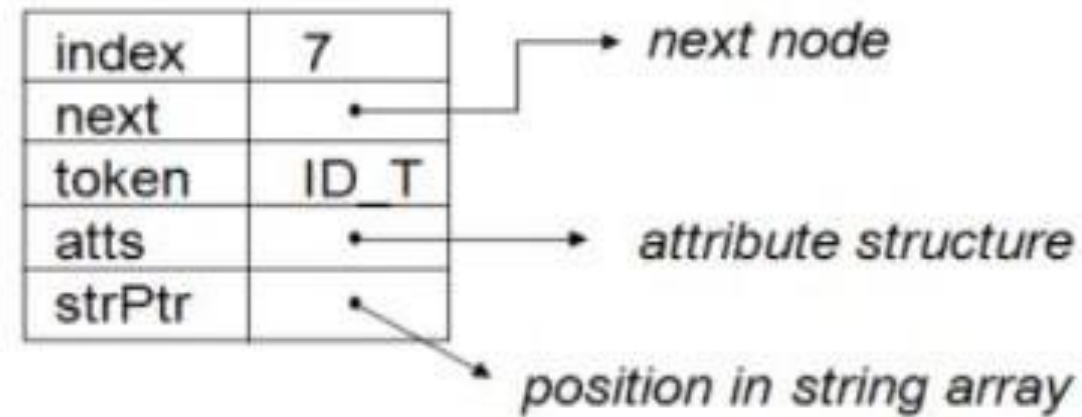 index 7
next node
next
token ID_T
atts
attribute structure
strPtr
position in string array